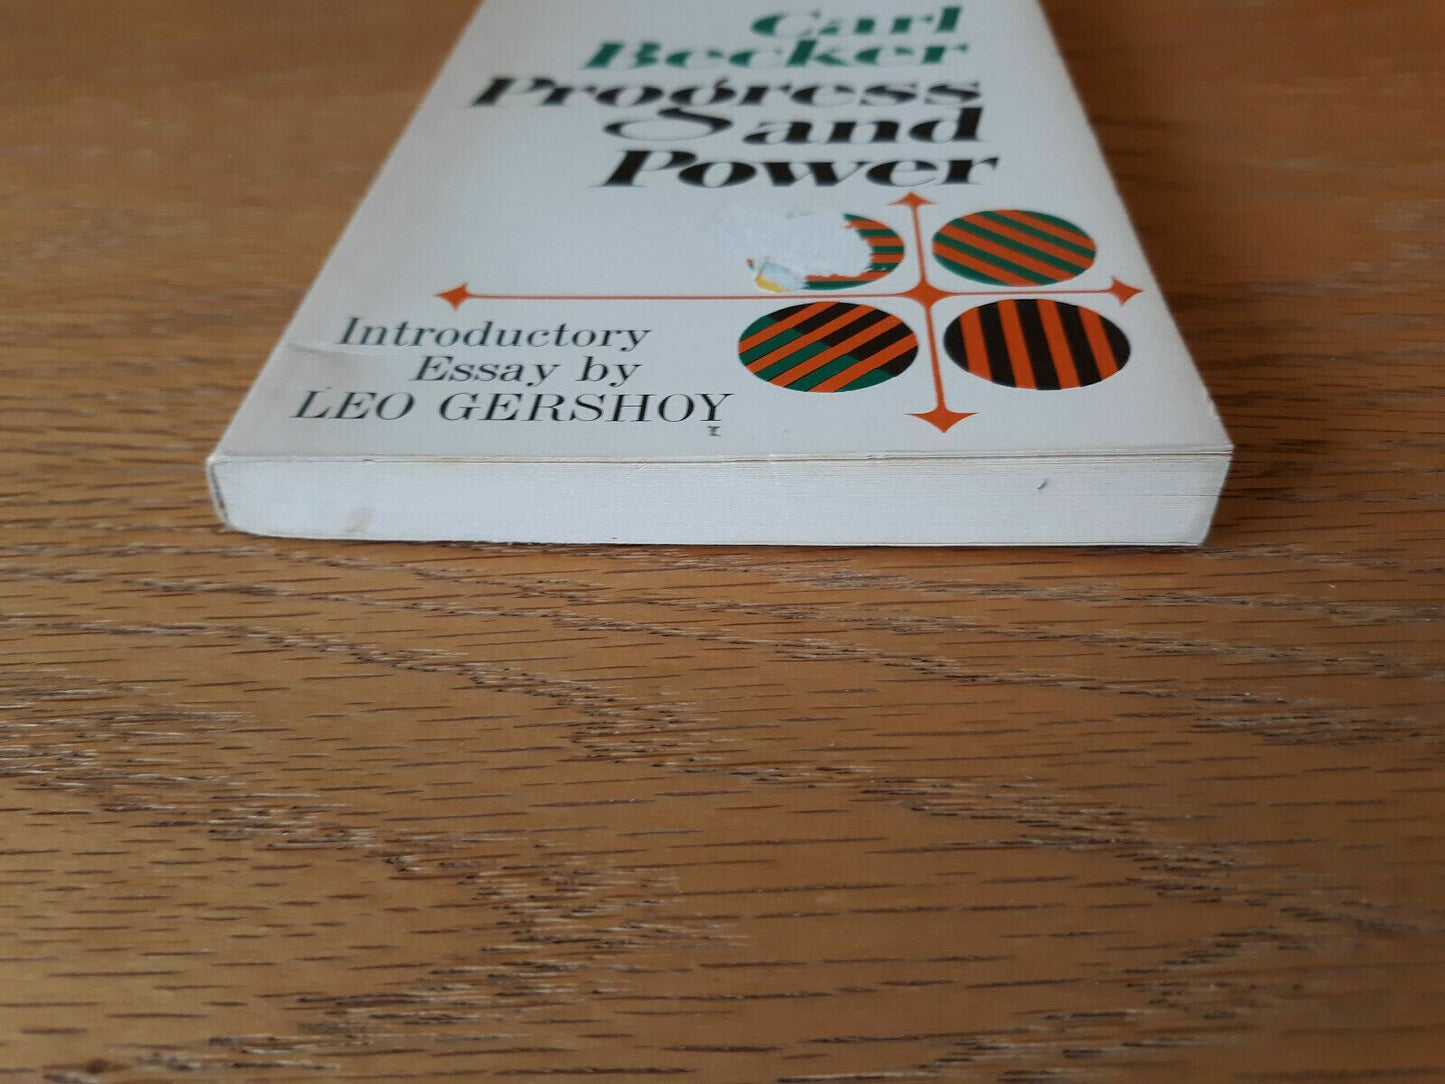 Carl
Becker
Progress
and
Power
Introductory
Essay by
LEO GERSHOY